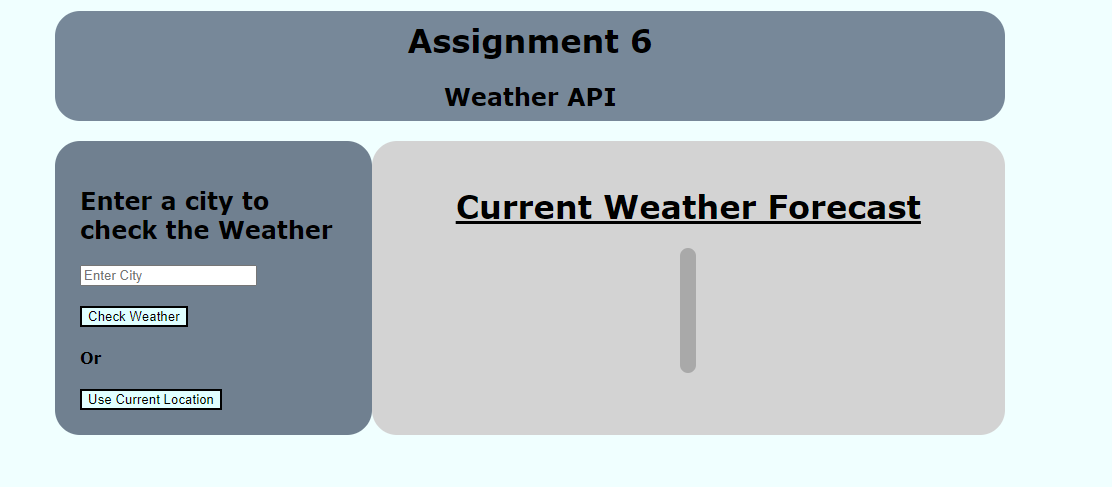 Assignment 6
Weather API
Enter a city to
check the Weather
Enter City
Check Weather
Or
Use Current Location
Current Weather Forecast